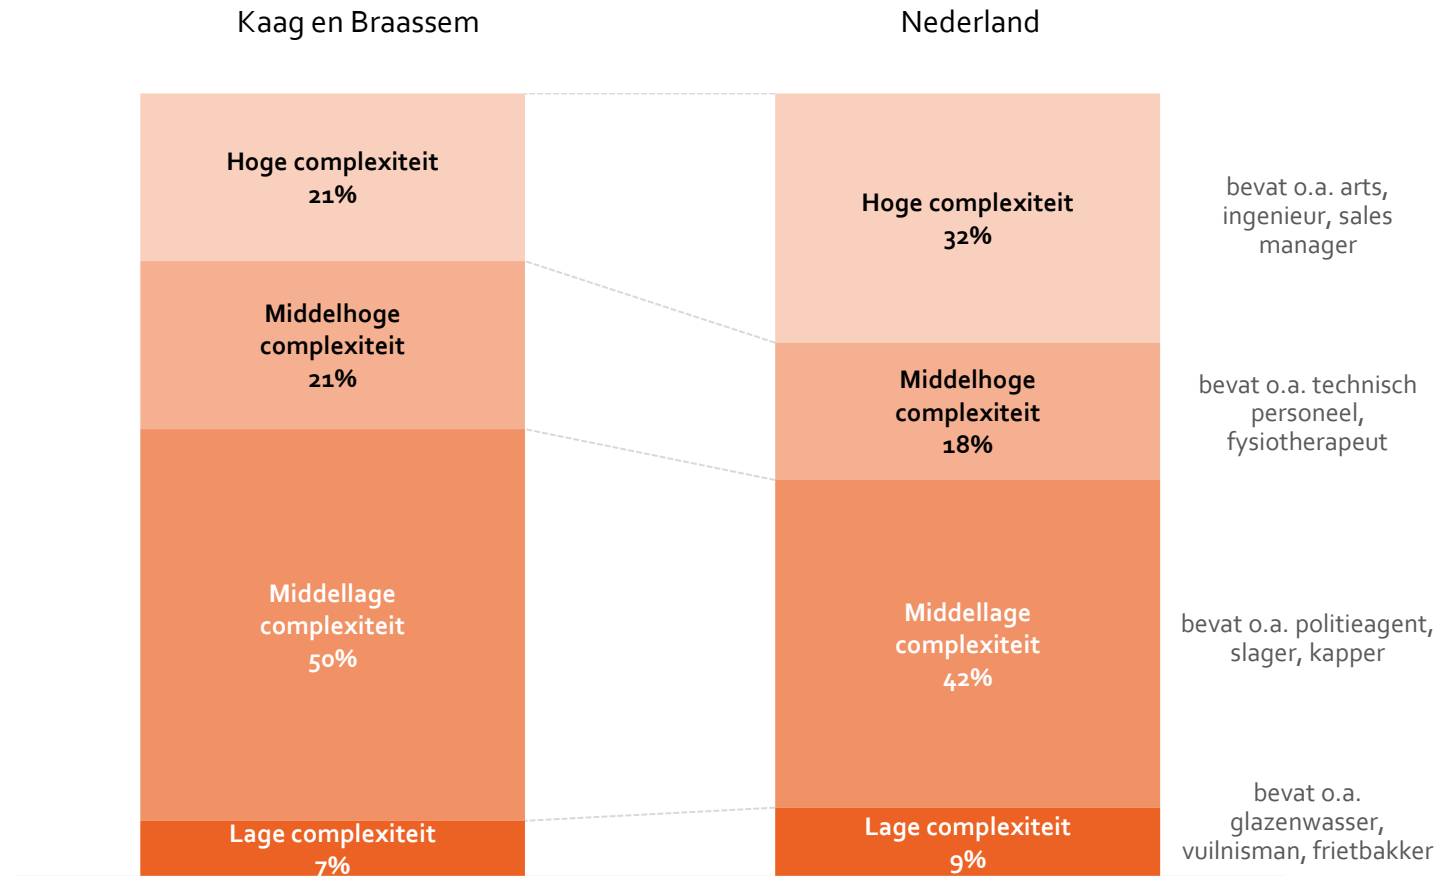 Kaag en Braassem
Nederland
Hoge complexiteit
21%
Middelhoge
complexiteit
21%
Middellage
complexiteit
50%
Lage complexiteit
7%
Hoge complexiteit
32%
Middelhoge
complexiteit
18%
Middellage
complexiteit
42%
Lage complexiteit
9%
bevat o.a. arts,
ingenieur, sales
manager
bevat o.a. technisch
personeel,
fysiotherapeut
bevat o.a. politieagent,
slager, kapper
bevat o.a.
glazenwasser,
vuilnisman, frietbakker